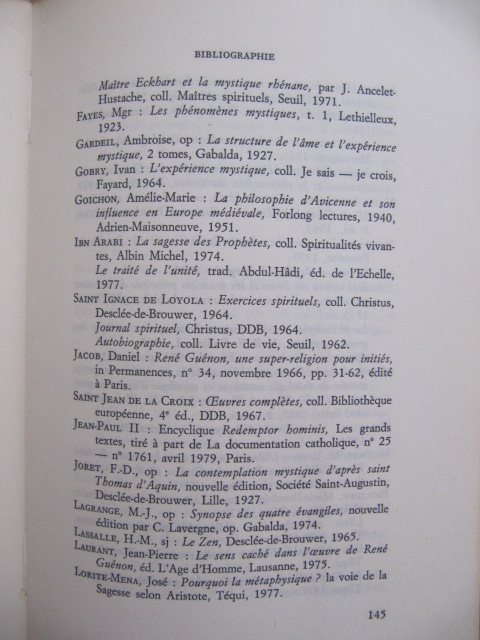 BIBLIOGRAPHIE
Maître Eckhart et la mystique rhénane, par J. Ancelet-
Hustache, coll. Maîtres spirituels, Seuil, 1971.
FAYES, Mgr : Les phénomènes mystiques, t. 1, Lethielleux,
1923.
GARDEIL, Ambroise, op : La structure de l'âme et l'expérience
mystique, 2 tomes, Gabalda, 1927.
GOBRY, Ivan : L'expérience mystique, coll. Je sais — je crois,
Fayard, 1964.
GOICHON, Amélie-Marie : La philosophie d'Avicenne et son
influence en Europe médiévale, Forlong lectures, 1940,
Adrien-Maisonneuve, 1951.
IBN ARABI : La sagesse des Prophètes, coll. Spiritualités vivan-
tes, Albin Michel, 1974.
Le traité de l'unité, trad. Abdul-Hâdi, éd. de l'Echelle,
1977.
SAINT IGNACE DE LOYOLA : Exercices spirituels, coll. Christus,
Desclée-de-Brouwer, 1964.
Journal spirituel, Christus, DDB, 1964.
Autobiographie, coll. Livre de vie, Seuil, 1962.
JACOB, Daniel : René Guénon, une super-religion pour initiés,
in Permanences, n° 34, novembre 1966, pp. 31-62, édité
à Paris.
SAINT JEAN DE LA CROIX : Œuvres complètes, coll. Bibliothèque
européenne, 4e éd., DDB, 1967.
JEAN-PAUL II : Encyclique Redemptor hominis, Les grands
textes, tiré à part de La documentation catholique, n° 25
— n° 1761, avril 1979, Paris.
JORET, F.-D., op : La contemplation mystique d'après saint
Thomas d'Aquin, nouvelle édition, Société Saint-Augustin,
Desclée-de-Brouwer, Lille, 1927.
LAGRANGE, M.-J., op : Synopse des quatre évangiles, nouvelle
édition par C. Lavergne, op. Gabalda, 1974.
LASSALLE, H.-M., sj : Le Zen, Desclée-de-Brouwer, 1965.
LAURANT, Jean-Pierre : Le sens caché dans l'œuvre de René
Guénon, éd. L'Age d'Homme, Lausanne, 1975.
LORITE-MENA, José : Pourquoi la métaphysique ? la voie de la
Sagesse selon Aristote, Téqui, 1977.
145